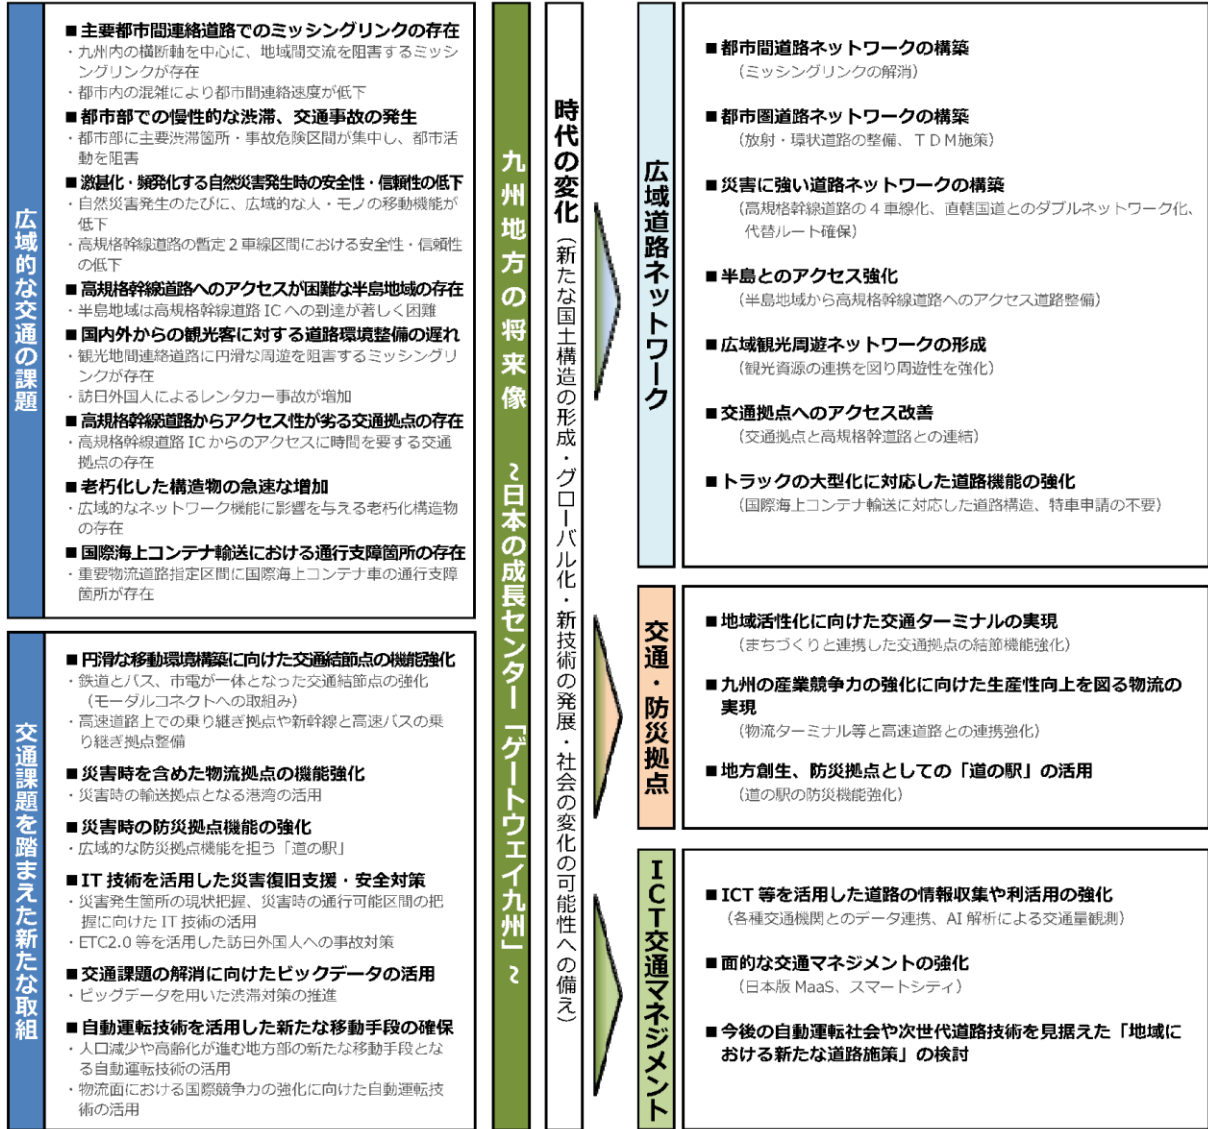 広域的な交通の課題
■主要都市間連絡道路でのミッシングリンクの存在
・九州内の横断軸を中心に、地域間交流を阻害するミッシ
ングリンクが存在
・都市内の混雑により都市間連絡速度が低下
■都市部での慢性的な渋滞、交通事故の発生
・都市部に主要渋滞箇所・事故危険区間が集中し、都市活
動を阻害
■激甚化・頻発化する自然災害発生時の安全性・信頼性の低下
・自然災害発生のたびに、広域的な人・モノの移動機能が
低下
・高規格幹線道路の暫定２車線区間における安全性・信頼性
の低下
■高規格幹線道路へのアクセスが困難な半島地域の存在
・半島地域は高規格幹線道路 IC への到達が著しく困難
■国内外からの観光客に対する道路環境整備の遅れ
・観光地間連絡道路に円滑な周遊を阻害するミッシングリ
ンクが存在
・訪日外国人によるレンタカー事故が増加
■高規格幹線道路からアクセス性が劣る交通拠点の存在
・高規格幹線道路 IC からのアクセスに時間を要する交通
拠点の存在
■老朽化した構造物の急速な増加
・広域的なネットワーク機能に影響を与える老朽化構造物
の存在
■国際海上コンテナ輸送における通行支障箇所の存在
・重要物流道路指定区間に国際海上コンテナ車の通行支障
箇所が存在
交通課題を踏まえた新たな取組
■円滑な移動環境構築に向けた交通結節点の機能強化
・鉄道とバス、市電が一体となった交通結節点の強化
（モーダルコネクトへの取組み）
・高速道路上での乗り継ぎ拠点や新幹線と高速バスの乗
り継ぎ拠点整備
■災害時を含めた物流拠点の機能強化
・災害時の輸送拠点となる港湾の活用
■災害時の防災拠点機能の強化
・広域的な防災拠点機能を担う「道の駅」
■IT 技術を活用した災害復旧支援・安全対策
・災害発生箇所の現状把握、災害時の通行可能区間の把
握に向けた IT 技術の活用
・ETC2.0 等を活用した訪日外国人への事故対策
■交通課題の解消に向けたビックデータの活用
・ビッグデータを用いた渋滞対策の推進
■自動運転技術を活用した新たな移動手段の確保
・人口減少や高齢化が進む地方部の新たな移動手段とな
る自動運転技術の活用
・物流面における国際競争力の強化に向けた自動運転技
術の活用
九州地方の将来像　～日本の成長センター「ゲートウェイ九州」～
時代の変化（新たな国土構造の形成・グローバル化・新技術の発展・社会の変化の可能性への備え）
広域道路ネットワーク
■都市間道路ネットワークの構築
（ミッシングリンクの解消）
■都市圏道路ネットワークの構築
（放射・環状道路の整備、ＴＤＭ施策）
■災害に強い道路ネットワークの構築
（高規格幹線道路の４車線化、直轄国道とのダブルネットワーク化、
代替ルート確保）
■半島とのアクセス強化
（半島地域から高規格幹線道路へのアクセス道路整備）
■広域観光周遊ネットワークの形成
（観光資源の連携を図り周遊性を強化）
■交通拠点へのアクセス改善
（交通拠点と高規格幹道路との連結）
■トラックの大型化に対応した道路機能の強化
（国際海上コンテナ輸送に対応した道路構造、特車申請の不要）
交通・防災拠点
■地域活性化に向けた交通ターミナルの実現
（まちづくりと連携した交通拠点の結節機能強化）
■九州の産業競争力の強化に向けた生産性向上を図る物流の
実現
（物流ターミナル等と高速道路との連携強化）
■地方創生、防災拠点としての「道の駅」の活用
（道の駅の防災機能強化）
ICT交通マネジメント
■ICT 等を活用した道路の情報収集や利活用の強化
（各種交通機関とのデータ連携、AI 解析による交通量観測）
■面的な交通マネジメントの強化
（日本版 MaaS、スマートシティ）
■今後の自動運転社会や次世代道路技術を見据えた「地域に
おける新たな道路施策」の検討